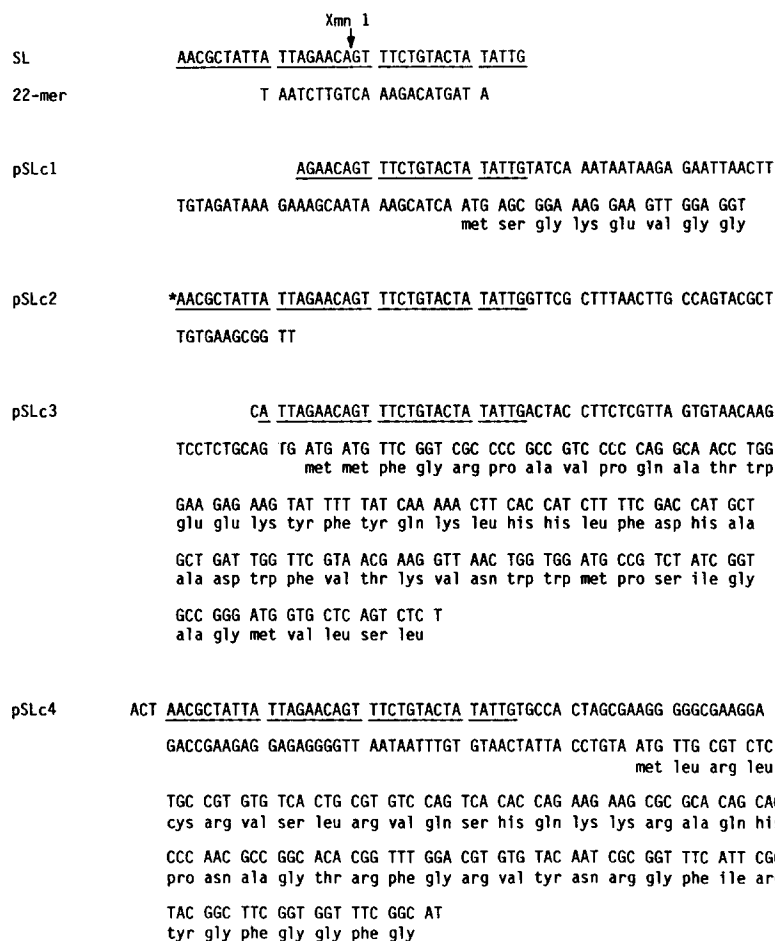 Xmn 1
SL AACGCTATTA TTAGAACAGT TTCTGTACTA TATTG
22-mer T AATCTTGTCA AAGACATGAT A
pSLc1 AGAACAGT TTCTGTACTA TATTGTATCA AATAATAAGA GAATTAACTT
TGTAGATAAA GAAAGCAATA AAGCATCA ATG AGC GGA AAG GAA GTT GGA GGT
met ser gly lys glu val gly gly
pSLc2 *AACGCTATTA TTAGAACAGT TTCTGTACTA TATTGGTTCG CTTTAACTTG CCAGTACGCT
TGTGAAGCGG TT
pSLc3 CA TTAGAACAGT TTCTGTACTA TATTGACTAC CTTCTCGTTA GTGTAACAAG
TCCTCTGCAG TG ATG ATG TTC GGT CGC CCC GCC GTC CCC CAG GCA ACC TGG
met met phe gly arg pro ala val pro gln ala thr trp
GAA GAG AAG TAT TTT TAT CAA AAA CTT CAC CAT CTT TTC GAC CAT GCT
glu glu lys tyr phe tyr gln lys leu his his leu phe asp his ala
GCT GAT TGG TTC GTA ACG AAG GTT AAC TGG TGG ATG CCG TCT ATC GGT
ala asp trp phe val thr lys val asn trp trp met pro ser ile gly
GCC GGG ATG GTG CTC AGT CTC T
ala gly met val leu ser leu
pSLc4 ACT AACGCTATTA TTAGAACAGT TTCTGTACTA TATTGTGCCA CTAGCGAAGG GGGCGAAGGA
GACCGAAGAG GAGAGGGGTT AATAATTTGT GTAACTATTA CCTGTA ATG TTG CGT CTC
met leu arg leu
TGC CGT GTG TCA CTG CGT GTC CAG TCA CAC CAG AAG AAG CGC GCA CAG CAG
cys arg val ser leu arg val gln ser his gln lys lys arg ala gln hi
CCC AAC GCC GGC ACA CGG TTT GGA CGT GTG TAC AAT CGC GGT TTC ATT CG
pro asn ala gly thr arg phe gly arg val tyr asn arg gly phe ile ar
TAC GGC TTC GGT GGT TTC GGC AT
tyr gly phe gly gly phe gly